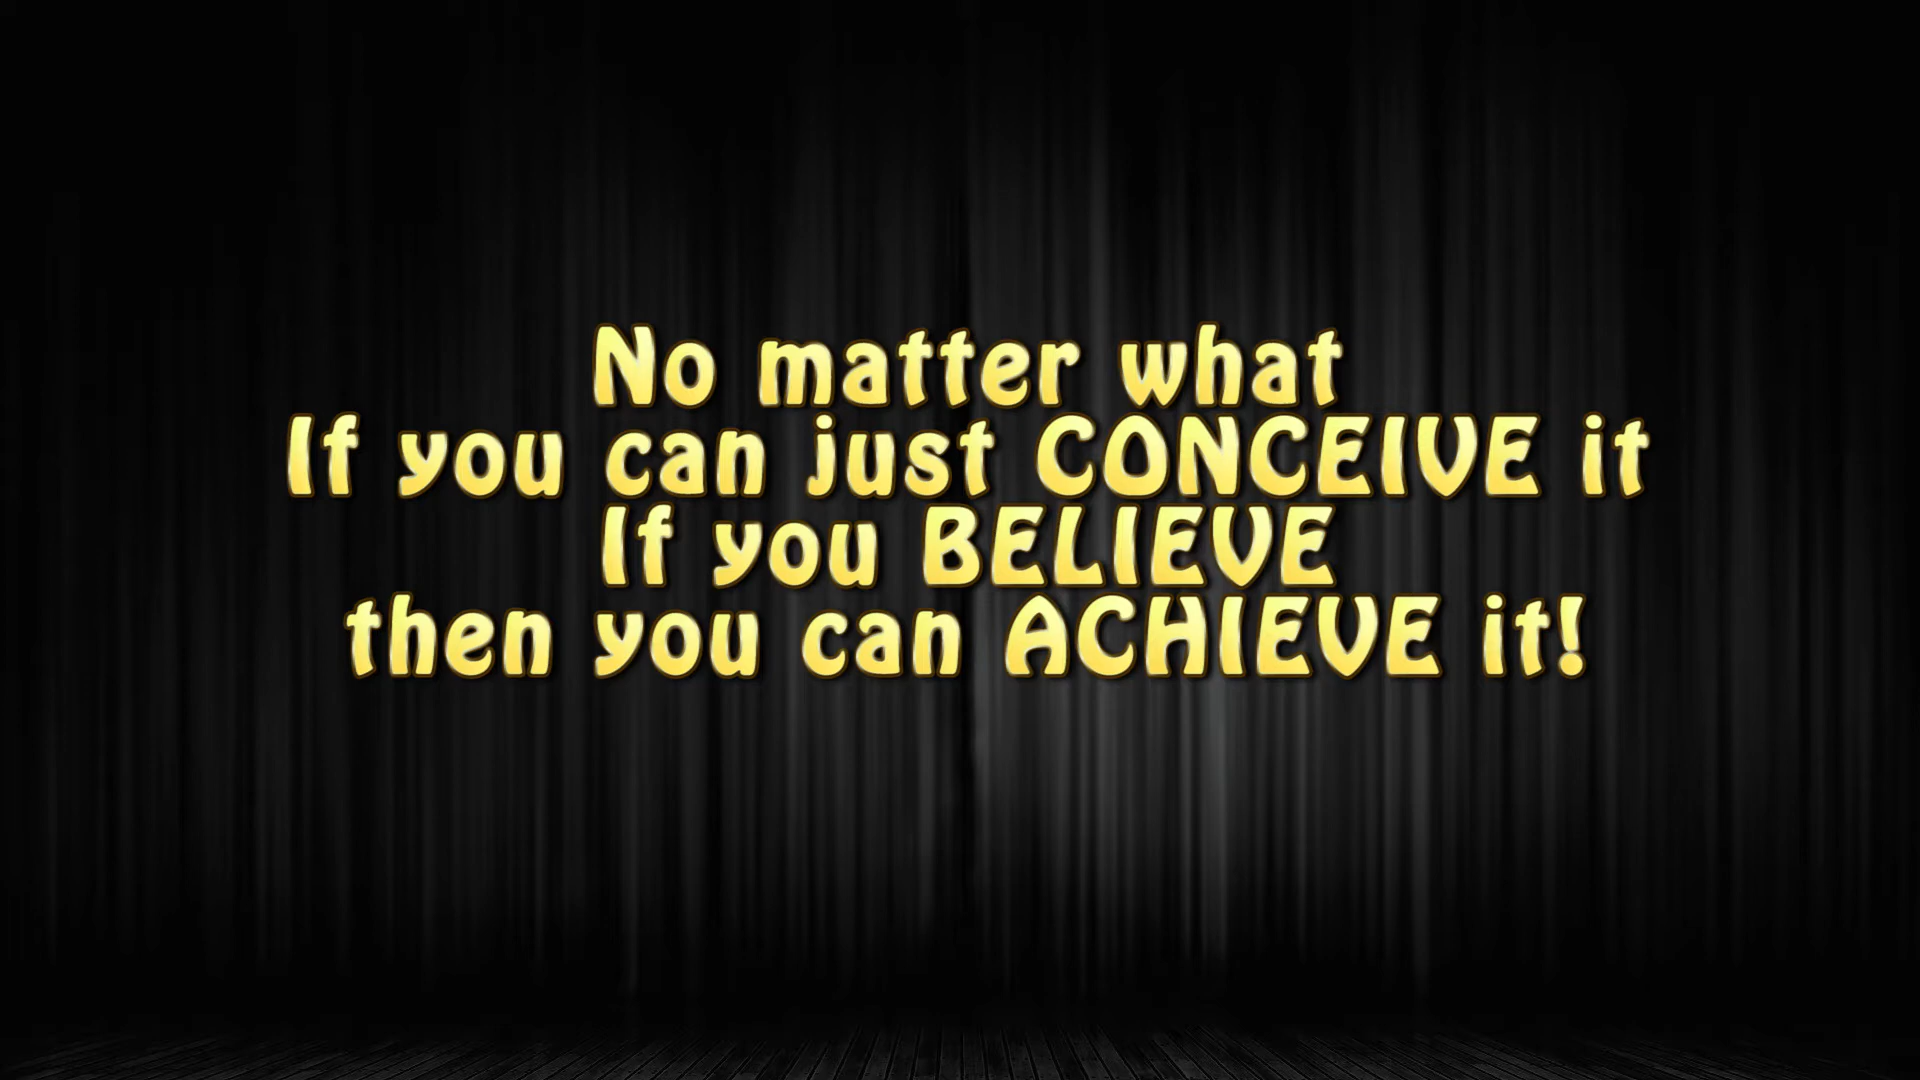 No matter what
If you can just CONCEIVE it
If you BELIEVE
then you can ACHIEVE it!